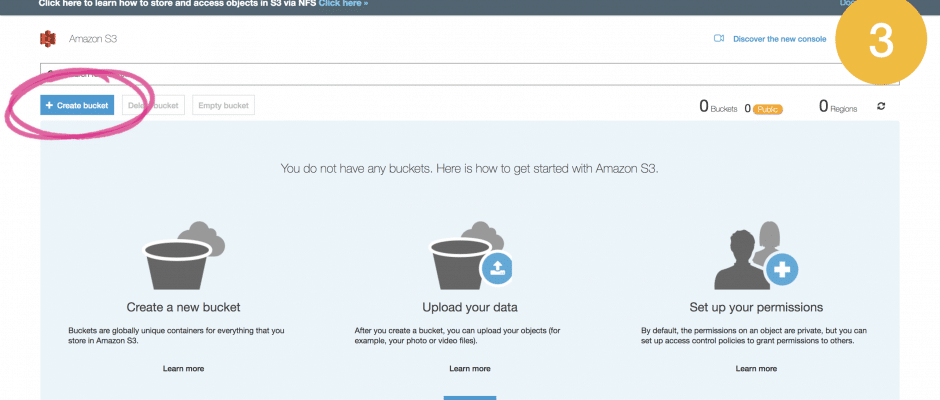 Click here to learn how to store and access objects in S3 via NFS Click here »
3
Amazon S3
Discover the new console
+ Create bucket
Delete bucket
Empty bucket
0 Buckets
0 Public
0 Regions
You do not have any buckets. Here is how to get started with Amazon S3.
Create a new bucket
Upload your data
Set up your permissions
Buckets are globally unique containers for everything that you
store in Amazon S3.
After you create a bucket, you can upload your objects (for
example, your photo or video files).
By default, the permissions on an object are private, but you can
set up access control policies to grant permissions to others.
Learn more
Learn more
Learn more